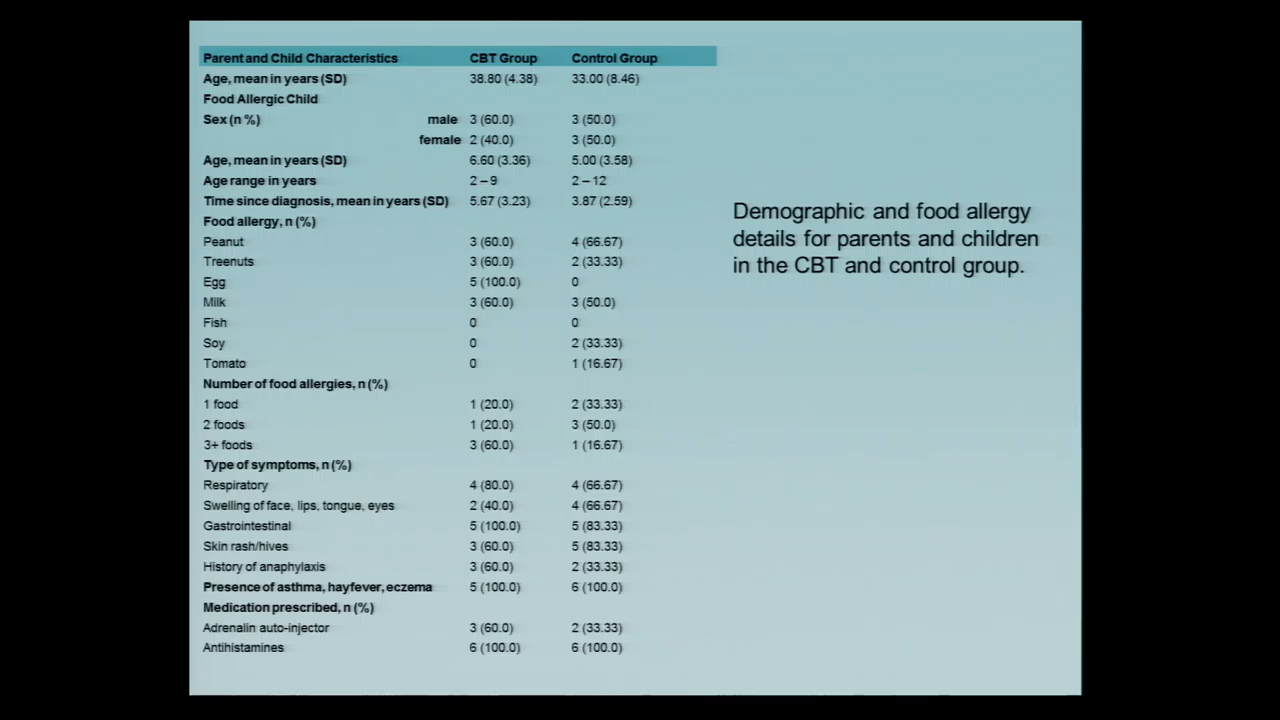 Parent and Child Characteristics CBT Group Control Group
Age, mean in years (SD) 38.80 (4.38) 33.00 (8.46)
Food Allergic Child
Sex (n %) male 3 (60.0) 3 (50.0)
female 2 (40.0) 3 (50.0)
Age, mean in years (SD) 6.60 (3.36) 5.00 (3.58)
Age range in years 2 – 9 2 – 12
Time since diagnosis, mean in years (SD) 5.67 (3.23) 3.87 (2.59)
Food allergy, n (%)
Peanut 3 (60.0) 4 (66.67)
Treenuts 3 (60.0) 2 (33.33)
Egg 5 (100.0) 0
Milk 3 (60.0) 3 (50.0)
Fish 0 0
Soy 0 2 (33.33)
Tomato 0 1 (16.67)
Number of food allergies, n (%)
1 food 1 (20.0) 2 (33.33)
2 foods 1 (20.0) 3 (50.0)
3+ foods 3 (60.0) 1 (16.67)
Type of symptoms, n (%)
Respiratory 4 (80.0) 4 (66.67)
Swelling of face, lips, tongue, eyes 2 (40.0) 4 (66.67)
Gastrointestinal 5 (100.0) 5 (83.33)
Skin rash/hives 3 (60.0) 5 (83.33)
History of anaphylaxis 3 (60.0) 2 (33.33)
Presence of asthma, hayfever, eczema 5 (100.0) 6 (100.0)
Medication prescribed, n (%)
Adrenalin auto-injector 3 (60.0) 2 (33.33)
Antihistamines 6 (100.0) 6 (100.0)
Demographic and food allergy
details for parents and children
in the CBT and control group.